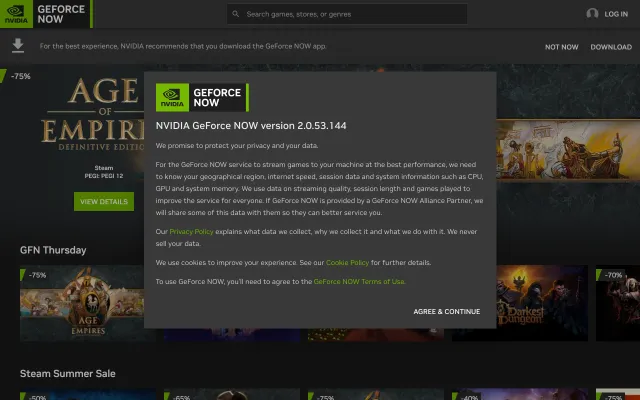 NVIDIA
GEFORCE
NOW
Search games, stores, or genres
LOG IN
For the best experience, NVIDIA recommends that you download the GeForce NOW app.
NOT NOW
DOWNLOAD
-75%
AGE
OF
EMPIRES
DEFINITIVE EDITION
Steam
PEGI: PEGI 12
VIEW DETAILS
NVIDIA
GEFORCE
NOW
NVIDIA GeForce NOW version 2.0.53.144
We promise to protect your privacy and your data.
For the GeForce NOW service to stream games to your machine at the best performance, we need
to know your geographical region, internet speed, session data and system information such as CPU,
GPU and system memory. We use data on streaming quality, session length and games played to
improve the service for everyone. If GeForce NOW is provided by a GeForce NOW Alliance Partner, we
will share some of this data with them so they can better service you.
Our Privacy Policy explains what data we collect, why we collect it and what we do with it. We never
sell your data.
We use cookies to improve your experience. See our Cookie Policy for further details.
To use GeForce NOW, you'll need to agree to the GeForce NOW Terms of Use.
AGREE & CONTINUE
GFN Thursday
-75%
AGE
OF
EMPIRES
Darkest
Dungeon
-70%
Steam Summer Sale
-50%
-65%
-75%
-40%
-75%